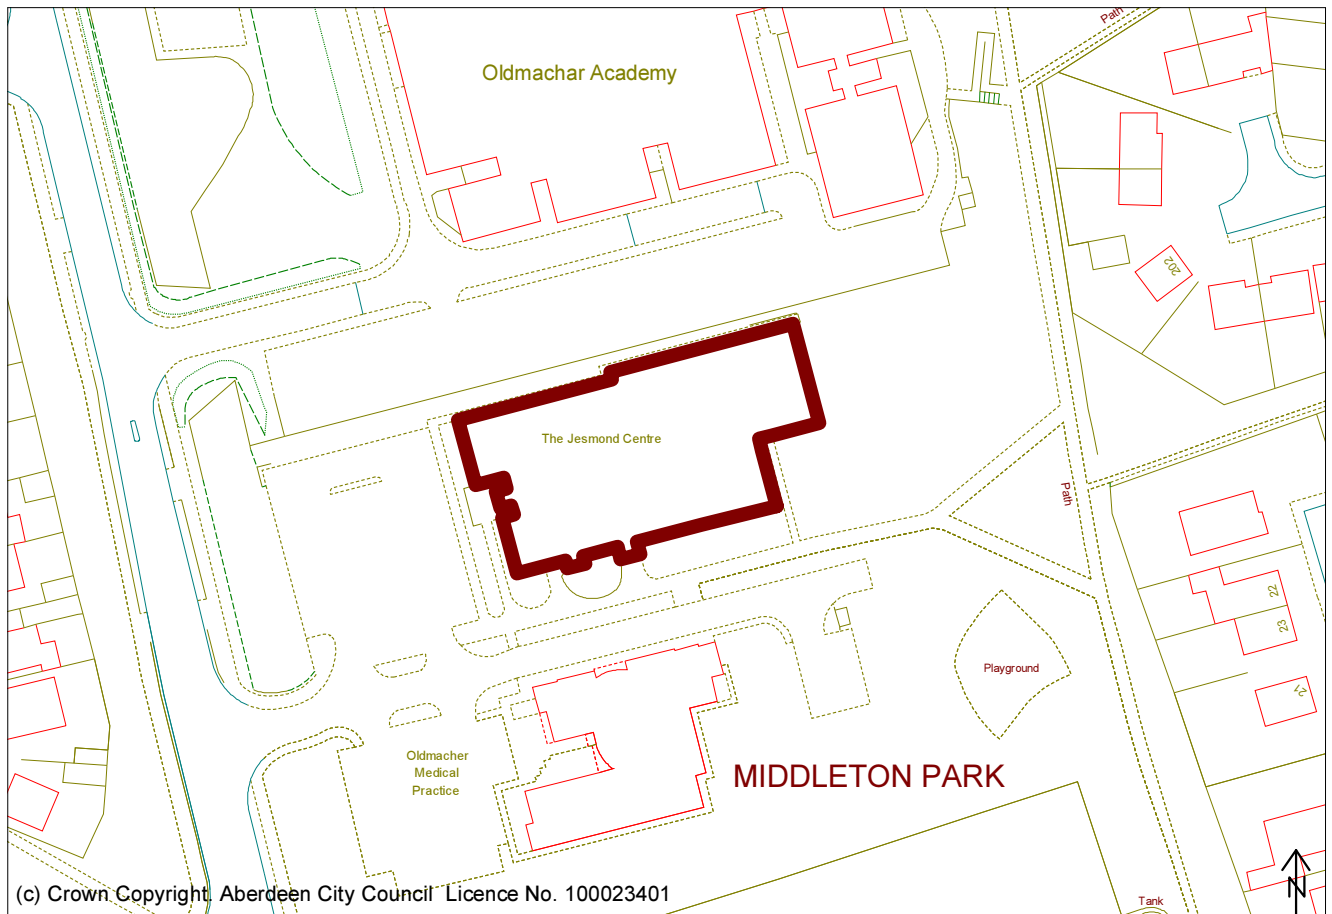 Path
Oldmachar Academy
202
The Jesmond Centre
Path
22
23
Playground
21
Oldmacher
Medical
Practice
MIDDLETON PARK
(c) Crown Copyright. Aberdeen City Council Licence No. 100023401
N
Tank